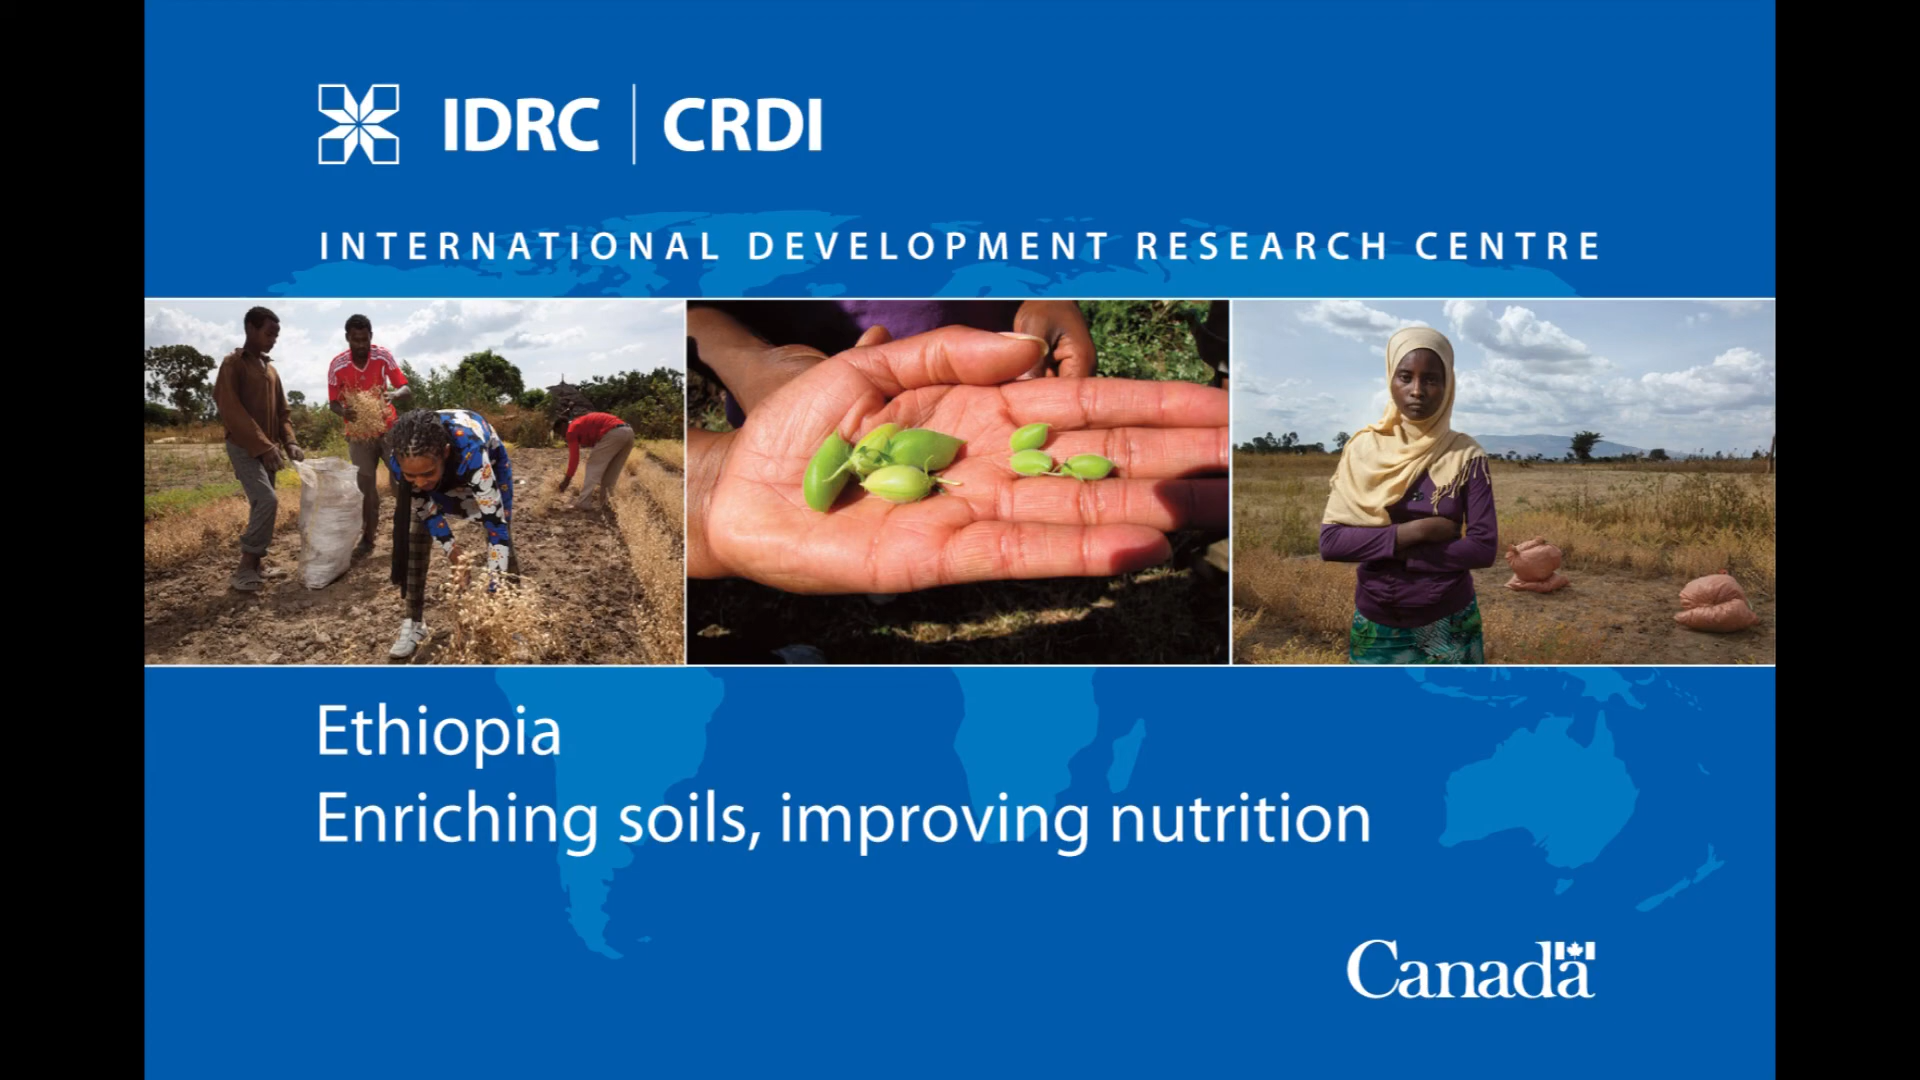 IDRC | CRDI
INTERNATIONAL DEVELOPMENT RESEARCH CENTRE
Ethiopia
Enriching soils, improving nutrition
Canada